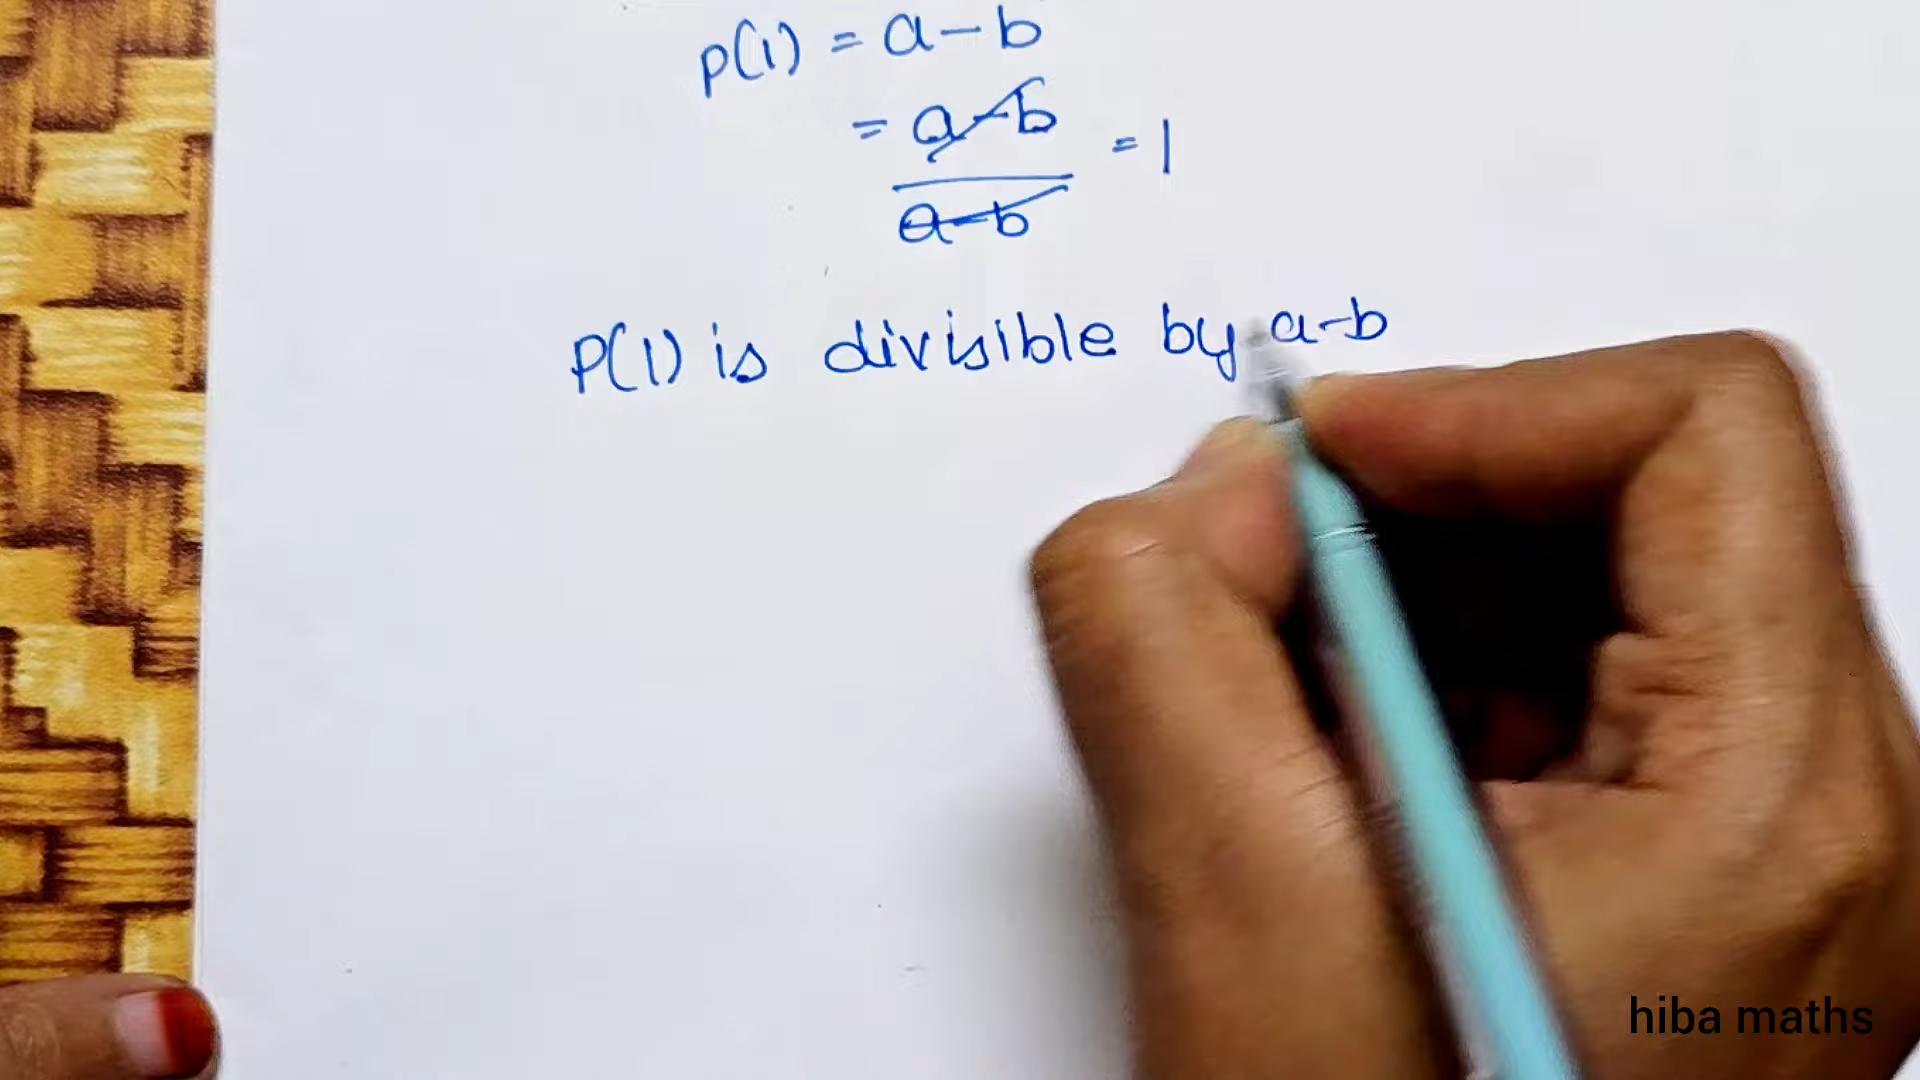 P(1) = a-b
= a-b = 1
a-b
P(1) is divisible by a-b
hiba maths